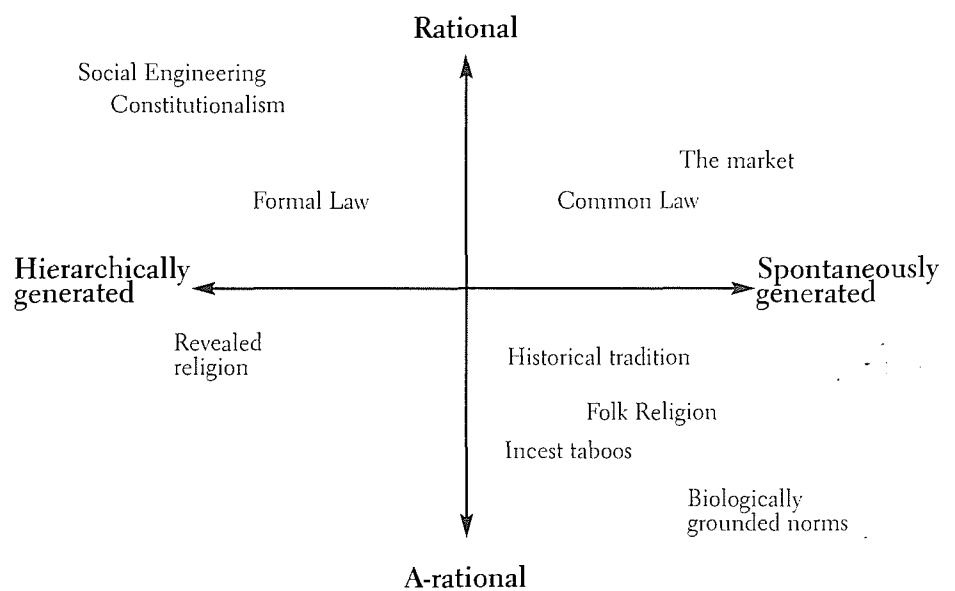 Rational
Social Engineering
Constitutionalism
The market
Formal Law
Common Law
Hierarchically
generated
Spontaneously
generated
Revealed
religion
Historical tradition
Folk Religion
Incest taboos
Biologically
grounded norms
A-rational